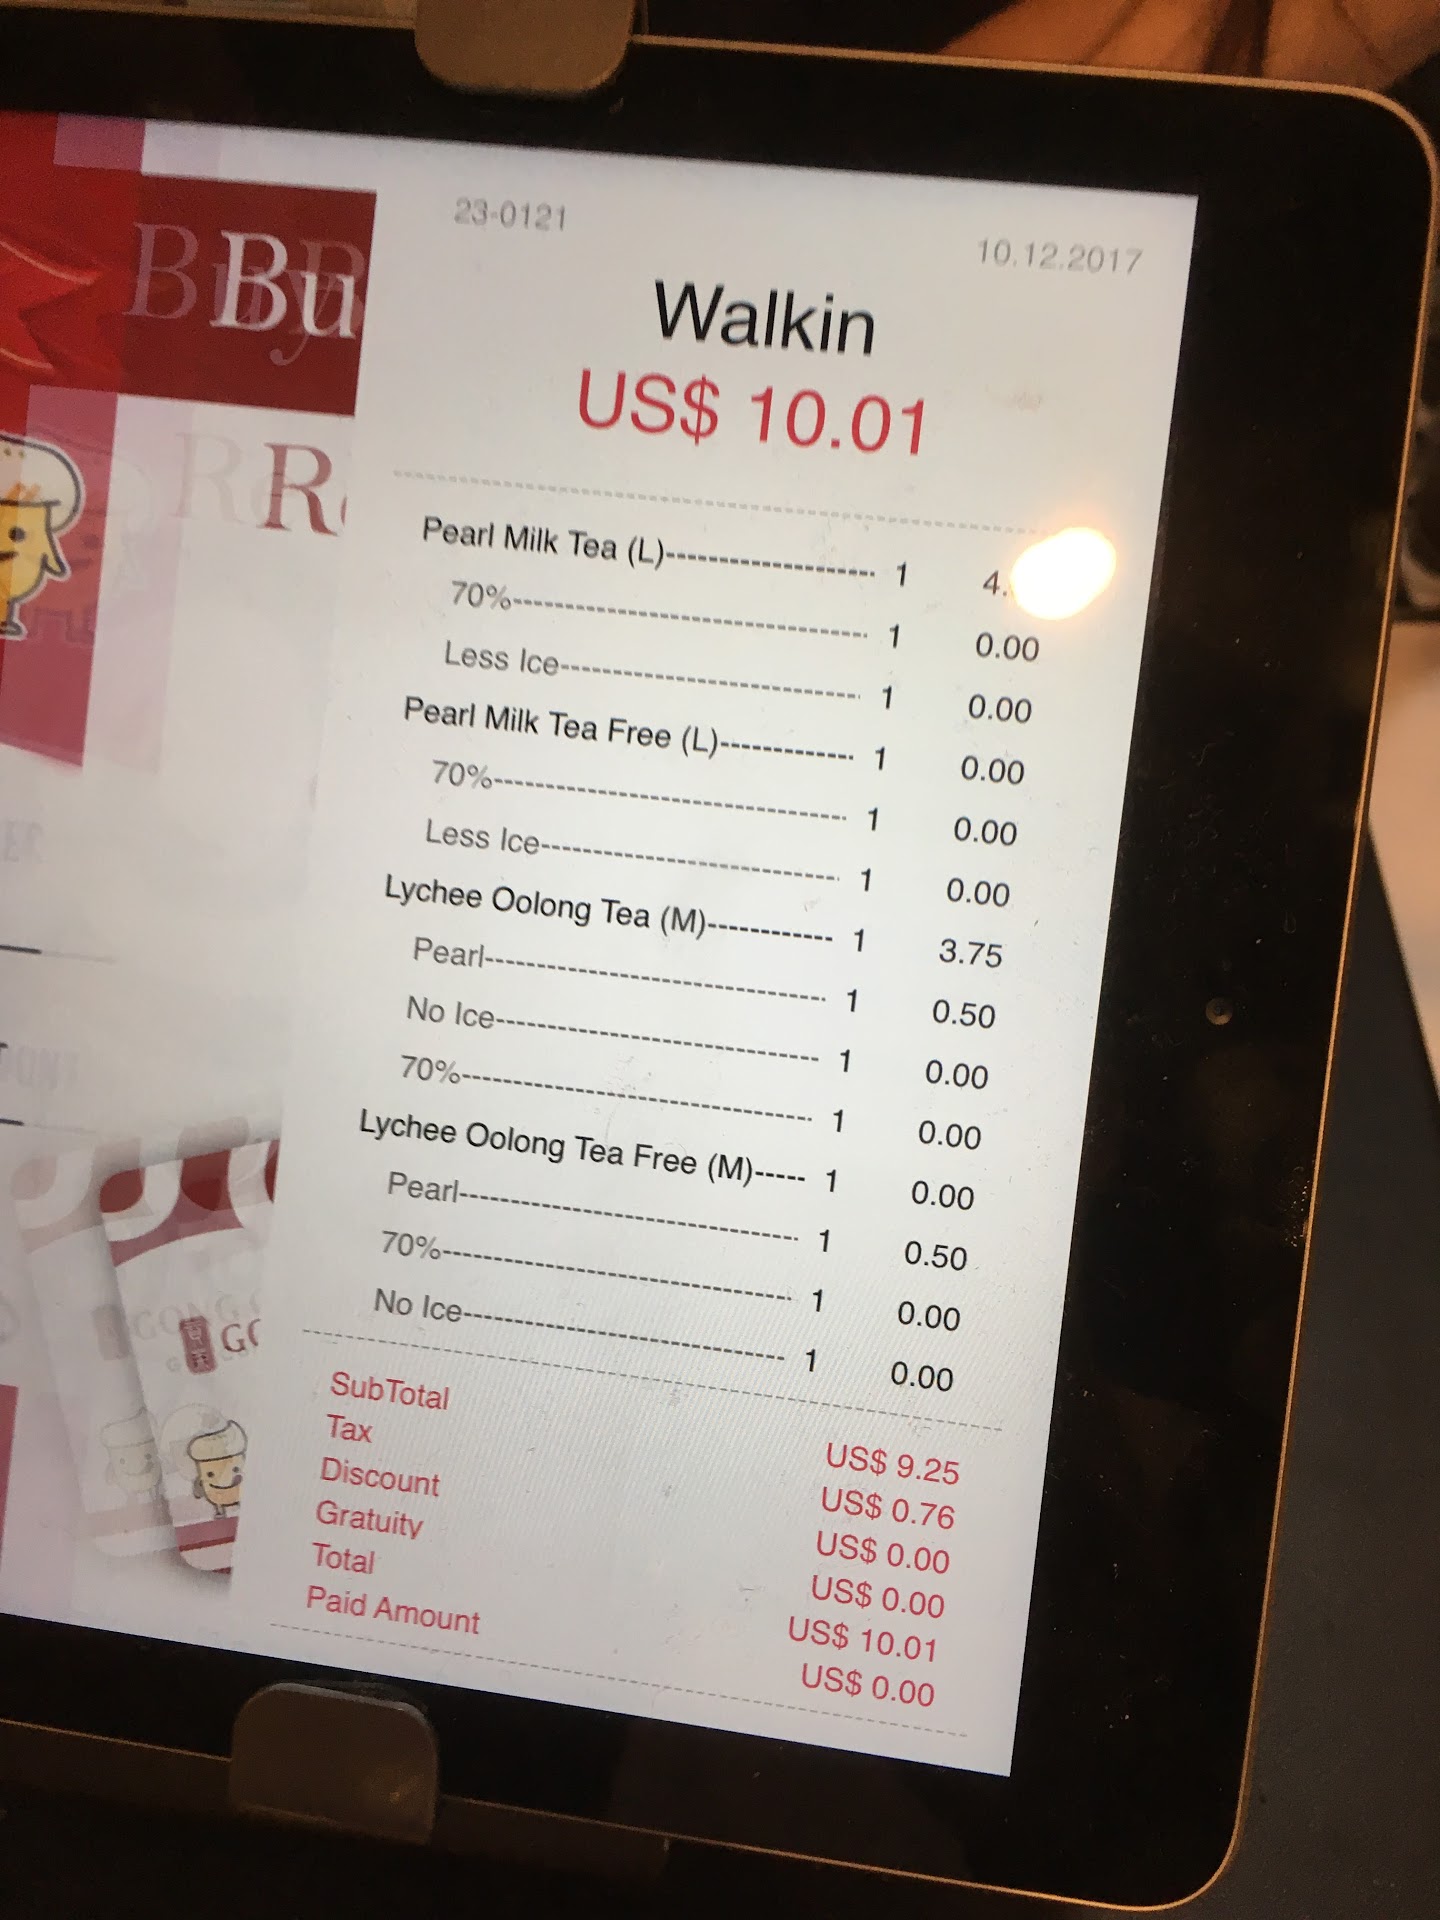 Bu
R
23-0121
10.12.2017
Walkin
US$ 10.01
Pearl Milk Tea (L) 1 4.
70% 1 0.00
Less Ice 1 0.00
Pearl Milk Tea Free (L) 1 0.00
70% 1 0.00
Less Ice 1 0.00
Lychee Oolong Tea (M) 1 3.75
Pearl 1 0.50
No Ice 1 0.00
70% 1 0.00
Lychee Oolong Tea Free (M) 1 0.00
Pearl 1 0.50
70% 1 0.00
No Ice 1 0.00
SubTotal US$ 9.25
Tax US$ 0.76
Discount US$ 0.00
Gratuity US$ 0.00
Total US$ 10.01
Paid Amount US$ 0.00